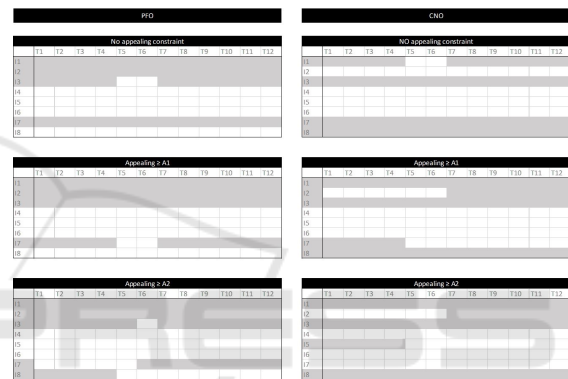 PFO
No appealing constraint
T1 T2 T3 T4 T5 T6 T7 T8 T9 T10 T11 T12
I1
I2
I3
I4
I5
I6
I7
I8
Appealing ≥ A1
T1 T2 T3 T4 T5 T6 T7 T8 T9 T10 T11 T12
I1
I2
I3
I4
I5
I6
I7
I8
Appealing ≥ A2
T1 T2 T3 T4 T5 T6 T7 T8 T9 T10 T11 T12
I1
I2
I3
I4
I5
I6
I7
I8
CNO
NO appealing constraint
T1 T2 T3 T4 T5 T6 T7 T8 T9 T10 T11 T12
I1
I2
I3
I4
I5
I6
I7
I8
Appealing ≥ A1
T1 T2 T3 T4 T5 T6 T7 T8 T9 T10 T11 T12
I1
I2
I3
I4
I5
I6
I7
I8
Appealing ≥ A2
T1 T2 T3 T4 T5 T6 T7 T8 T9 T10 T11 T12
I1
I2
I3
I4
I5
I6
I7
I8
PRESS